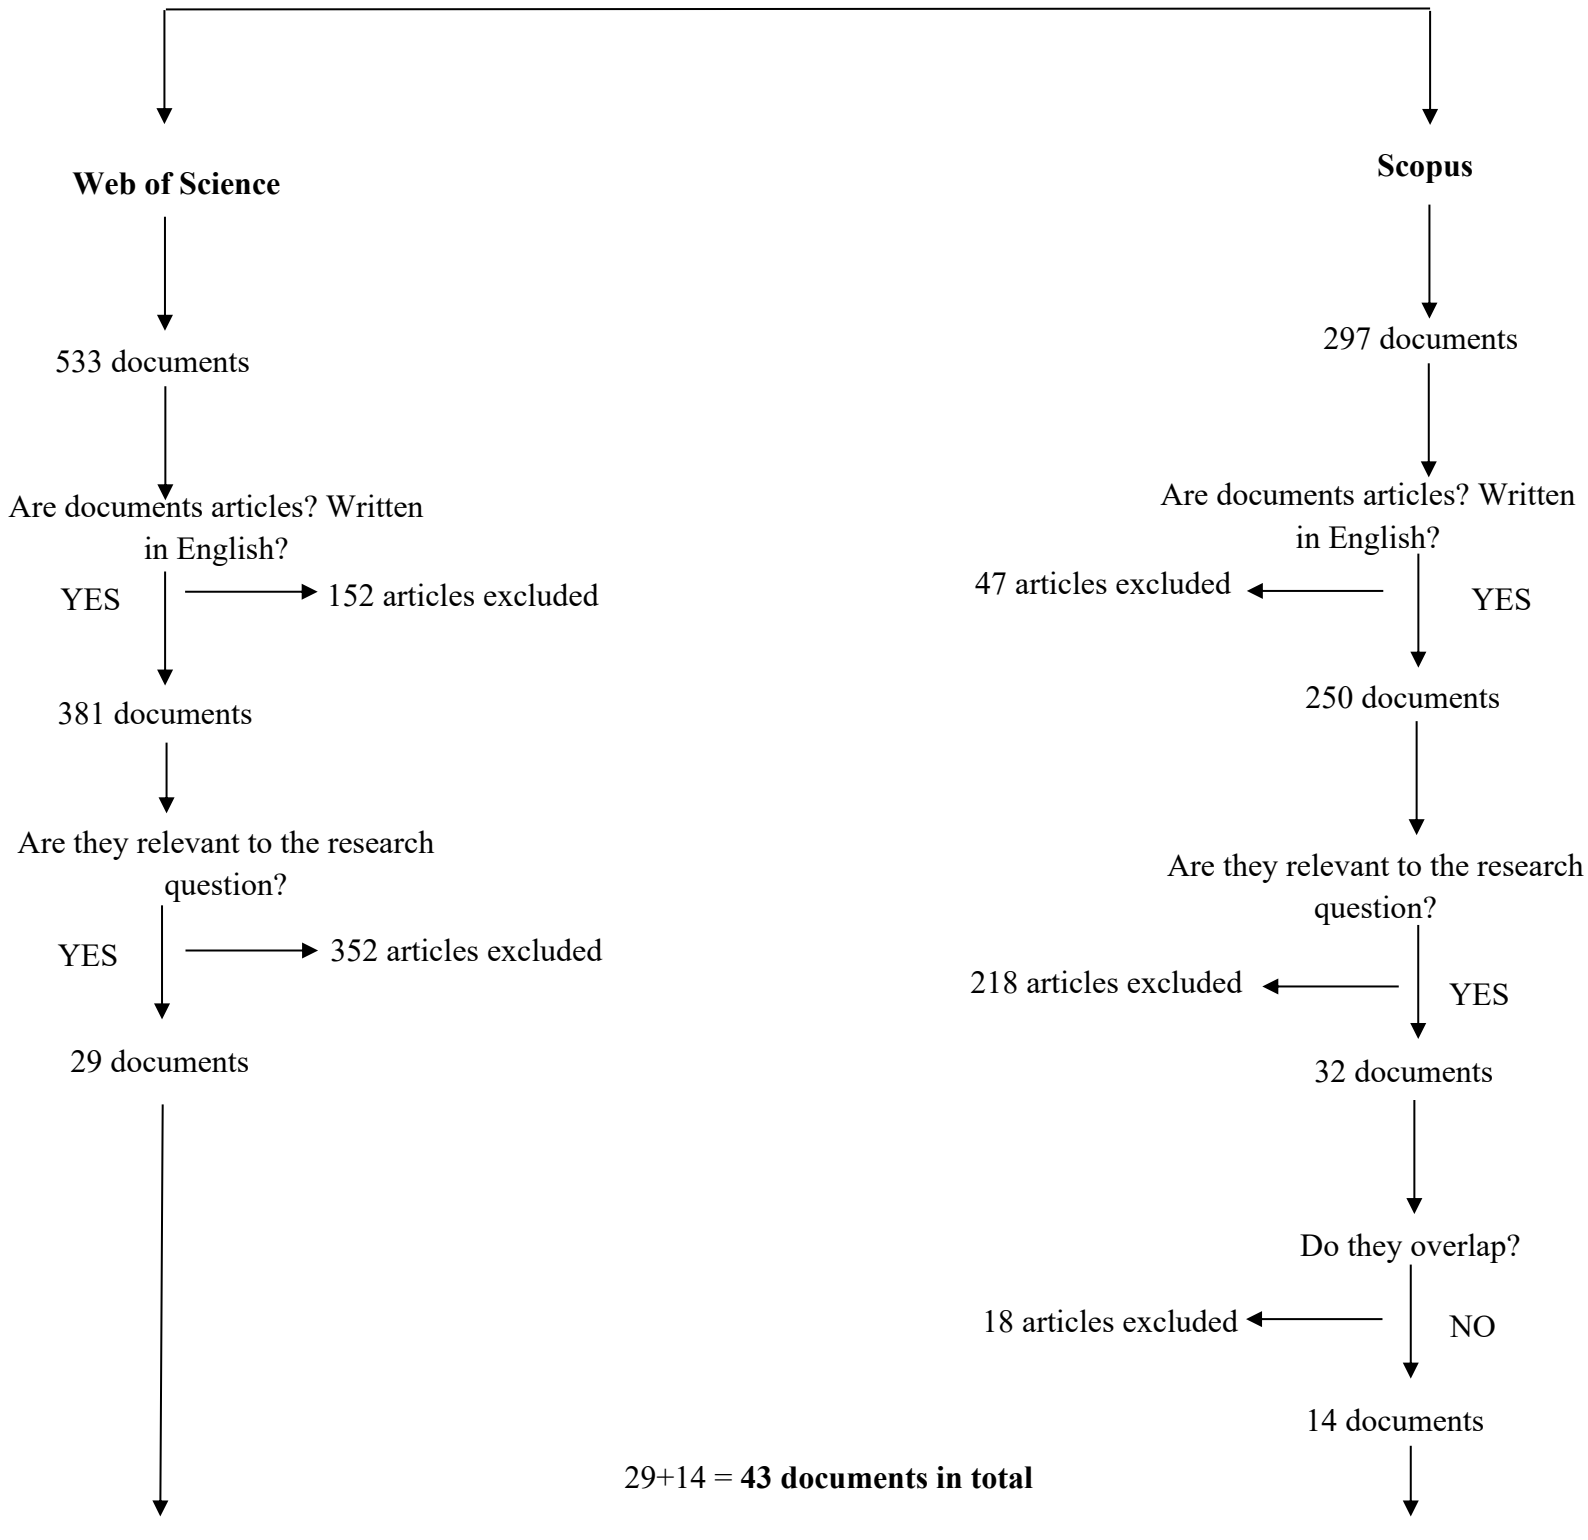 Web of Science
533 documents
Are documents articles? Written
in English?
YES
152 articles excluded
381 documents
Are they relevant to the research
question?
YES
352 articles excluded
29 documents
Scopus
297 documents
Are documents articles? Written
in English?
47 articles excluded
YES
250 documents
Are they relevant to the research
question?
218 articles excluded
YES
32 documents
Do they overlap?
18 articles excluded
NO
14 documents
29+14 = 43 documents in total